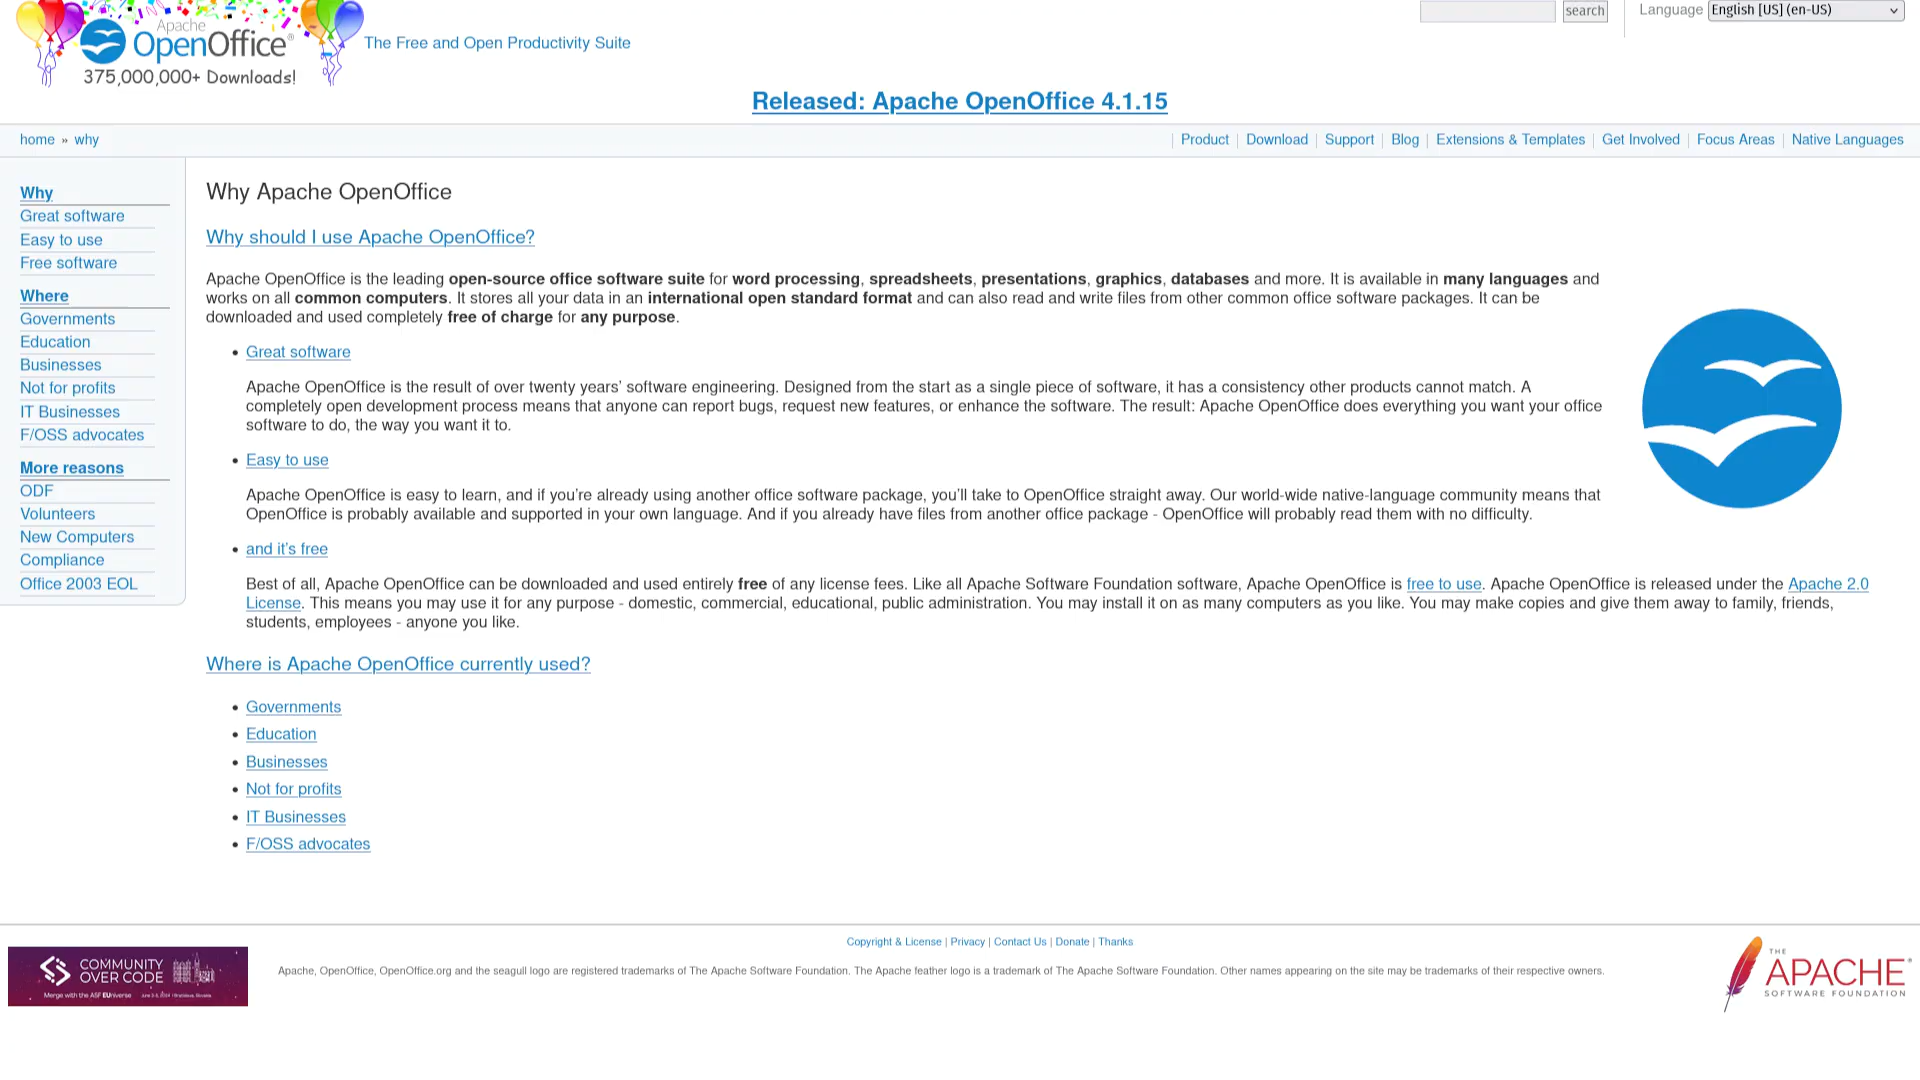 Apache
OpenOffice®
375,000,000+ Downloads!
The Free and Open Productivity Suite
search
Language English [US] (en-US)
Released: Apache OpenOffice 4.1.15
home » why
Product
Download
Support
Blog
Extensions & Templates
Get Involved
Focus Areas
Native Languages
Why
Great software
Easy to use
Free software
Where
Governments
Education
Businesses
Not for profits
IT Businesses
F/OSS advocates
More reasons
ODF
Volunteers
New Computers
Compliance
Office 2003 EOL
Why Apache OpenOffice
Why should I use Apache OpenOffice?
Apache OpenOffice is the leading open-source office software suite for word processing, spreadsheets, presentations, graphics, databases and more. It is available in many languages and
works on all common computers. It stores all your data in an international open standard format and can also read and write files from other common office software packages. It can be
downloaded and used completely free of charge for any purpose.
• Great software
Apache OpenOffice is the result of over twenty years’ software engineering. Designed from the start as a single piece of software, it has a consistency other products cannot match. A
completely open development process means that anyone can report bugs, request new features, or enhance the software. The result: Apache OpenOffice does everything you want your office
software to do, the way you want it to.
• Easy to use
Apache OpenOffice is easy to learn, and if you’re already using another office software package, you’ll take to OpenOffice straight away. Our world-wide native-language community means that
OpenOffice is probably available and supported in your own language. And if you already have files from another office package - OpenOffice will probably read them with no difficulty.
• and it’s free
Best of all, Apache OpenOffice can be downloaded and used entirely free of any license fees. Like all Apache Software Foundation software, Apache OpenOffice is free to use. Apache OpenOffice is released under the Apache 2.0
License. This means you may use it for any purpose - domestic, commercial, educational, public administration. You may install it on as many computers as you like. You may make copies and give them away to family, friends,
students, employees - anyone you like.
Where is Apache OpenOffice currently used?
• Governments
• Education
• Businesses
• Not for profits
• IT Businesses
• F/OSS advocates
COMMUNITY
OVER CODE
Merge with the ASF EUniverse June 3-5, 2024 | Bratislava, Slovakia
Copyright & License | Privacy | Contact Us | Donate | Thanks
Apache, OpenOffice, OpenOffice.org and the seagull logo are registered trademarks of The Apache Software Foundation. The Apache feather logo is a trademark of The Apache Software Foundation. Other names appearing on the site may be trademarks of their respective owners.
THE
APACHE®
SOFTWARE FOUNDATION